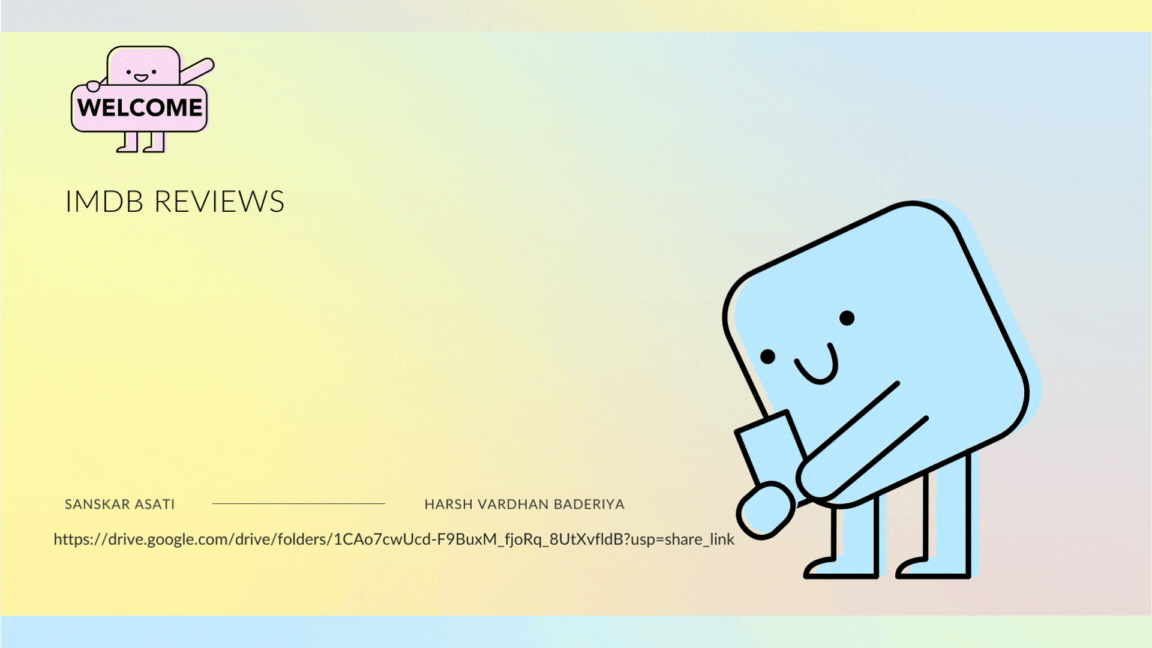 WELCOME
IMDB REVIEWS
SANSKAR ASATI HARSH VARDHAN BADERIYA
https://drive.google.com/drive/folders/1CAo7cwUcd-F9BuxM_fjoRq_8UtXvfldB?usp=share_link